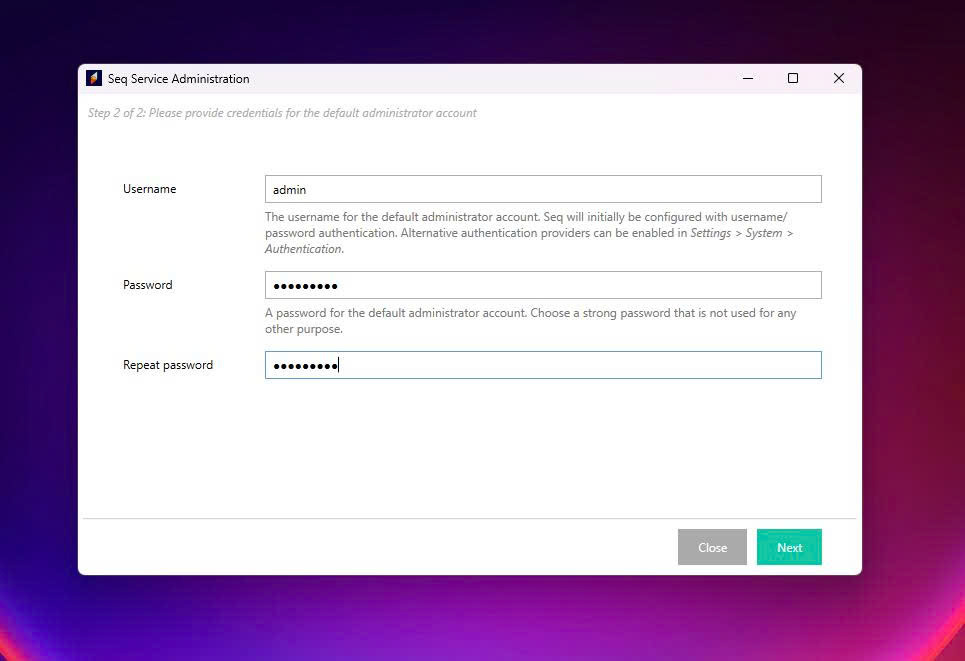 Seq Service Administration
Step 2 of 2: Please provide credentials for the default administrator account
Username
admin
The username for the default administrator account. Seq will initially be configured with username/
password authentication. Alternative authentication providers can be enabled in Settings > System >
Authentication.
Password
●●●●●●●●●
A password for the default administrator account. Choose a strong password that is not used for any
other purpose.
Repeat password
●●●●●●●●●
Close
Next